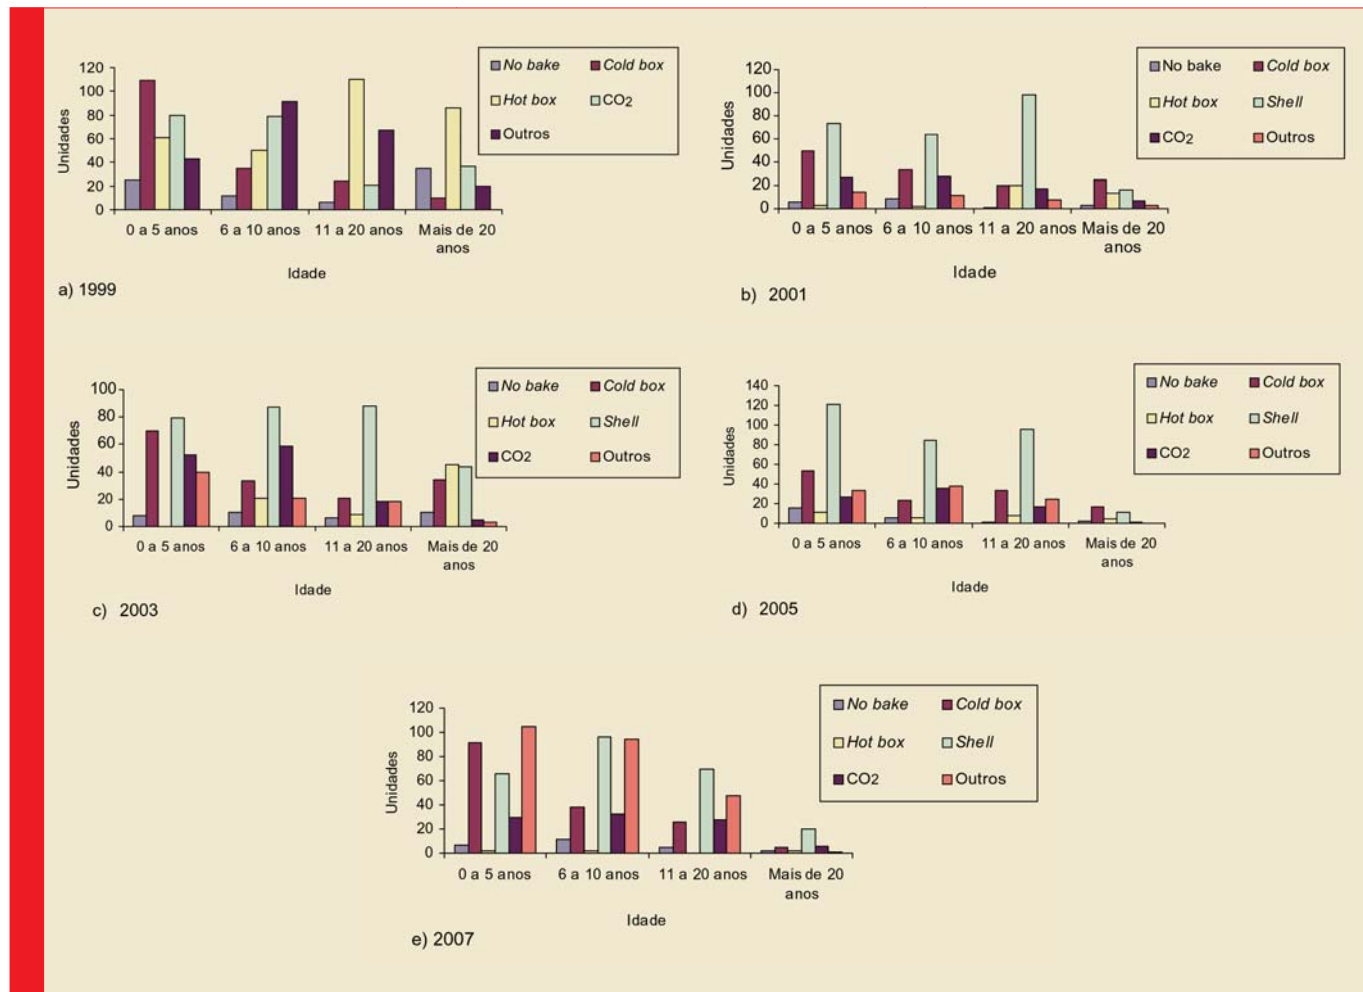 No bake
Cold box
Hot box
CO2
Outros
Unidades
120
100
80
60
40
20
0
0 a 5 anos
6 a 10 anos
11 a 20 anos
Mais de 20
anos
Idade
a) 1999
No bake
Cold box
Hot box
Shell
CO2
Outros
Unidades
120
100
80
60
40
20
0
0 a 5 anos
6 a 10 anos
11 a 20 anos
Mais de 20
anos
Idade
b) 2001
No bake
Cold box
Hot box
Shell
CO2
Outros
Unidades
100
80
60
40
20
0
0 a 5 anos
6 a 10 anos
11 a 20 anos
Mais de 20
anos
Idade
c) 2003
No bake
Cold box
Hot box
Shell
CO2
Outros
Unidades
140
120
100
80
60
40
20
0
0 a 5 anos
6 a 10 anos
11 a 20 anos
Mais de 20
anos
Idade
d) 2005
No bake
Cold box
Hot box
Shell
CO2
Outros
Unidades
120
100
80
60
40
20
0
0 a 5 anos
6 a 10 anos
11 a 20 anos
Mais de 20
anos
Idade
e) 2007